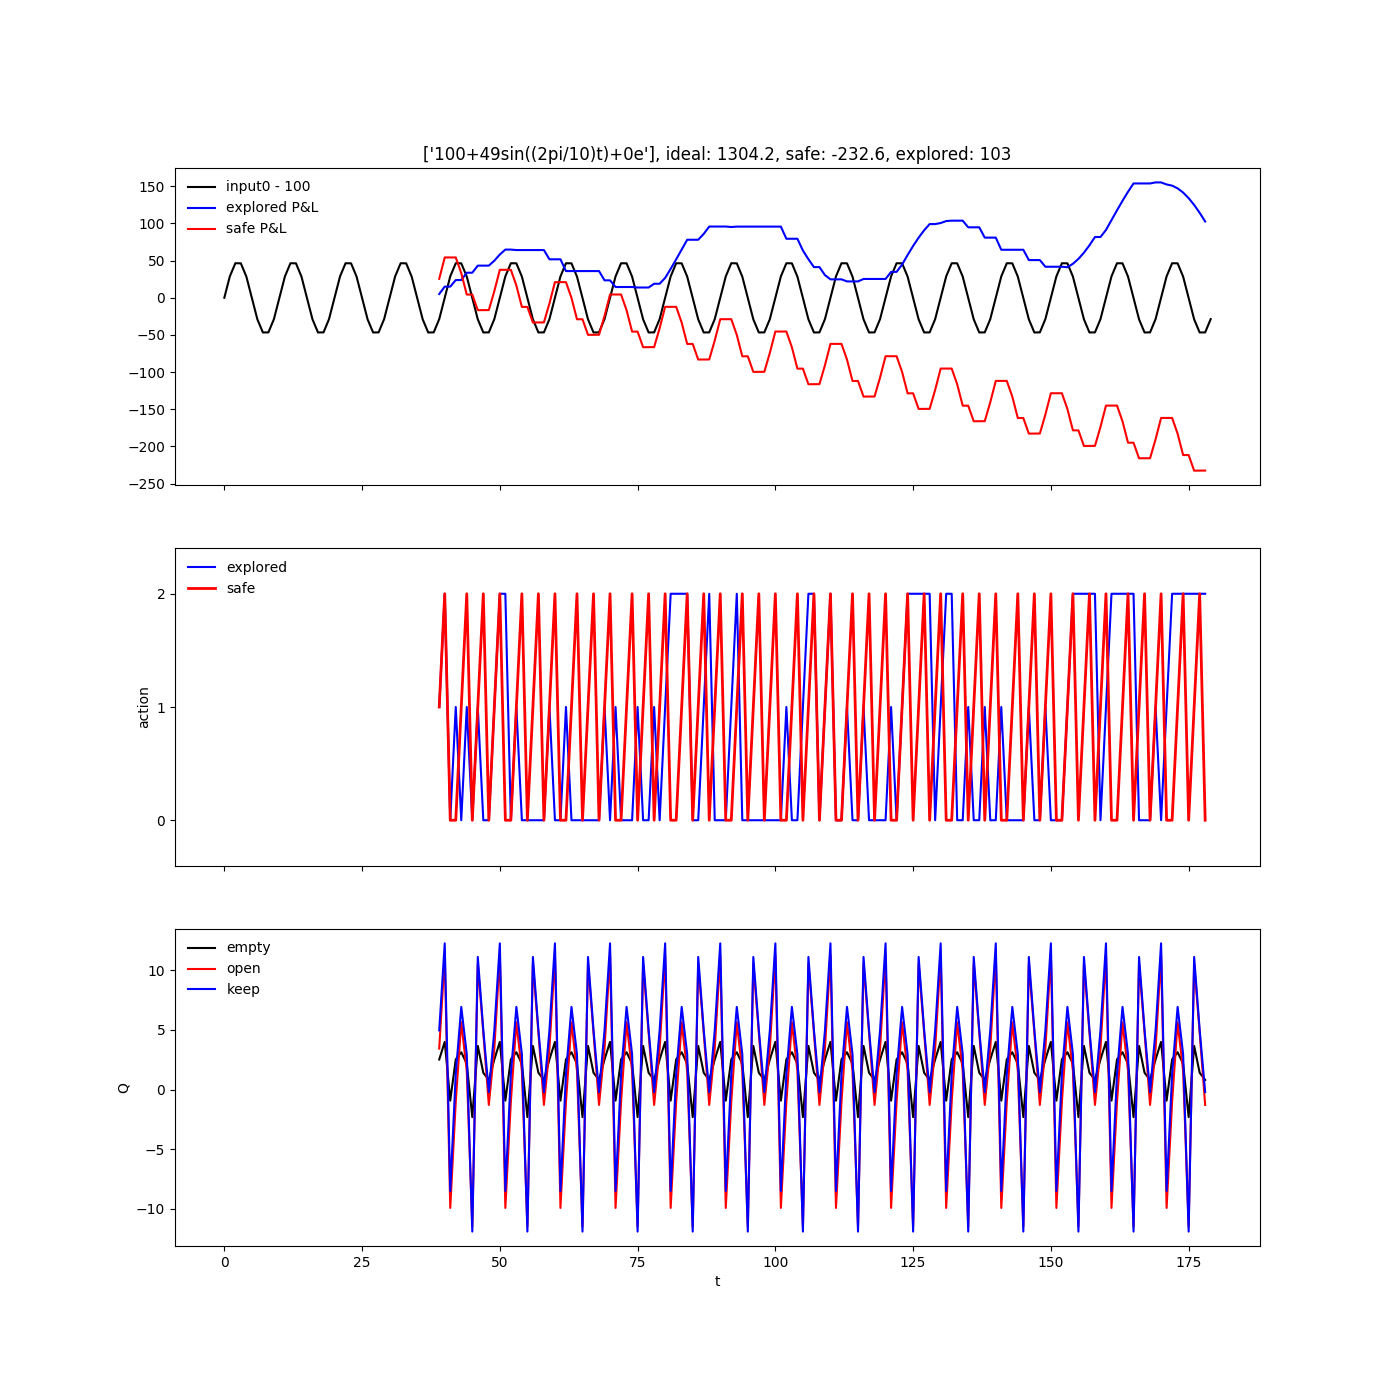 ['100+49sin((2pi/10)t)+0e'], ideal: 1304.2, safe: -232.6, explored: 103
input0 - 100
explored P&L
safe P&L
150
100
50
0
−50
−100
−150
−200
−250
explored
safe
2
1
0
action
empty
open
keep
10
5
0
−5
−10
Q
0 25 50 75 100 125 150 175
t